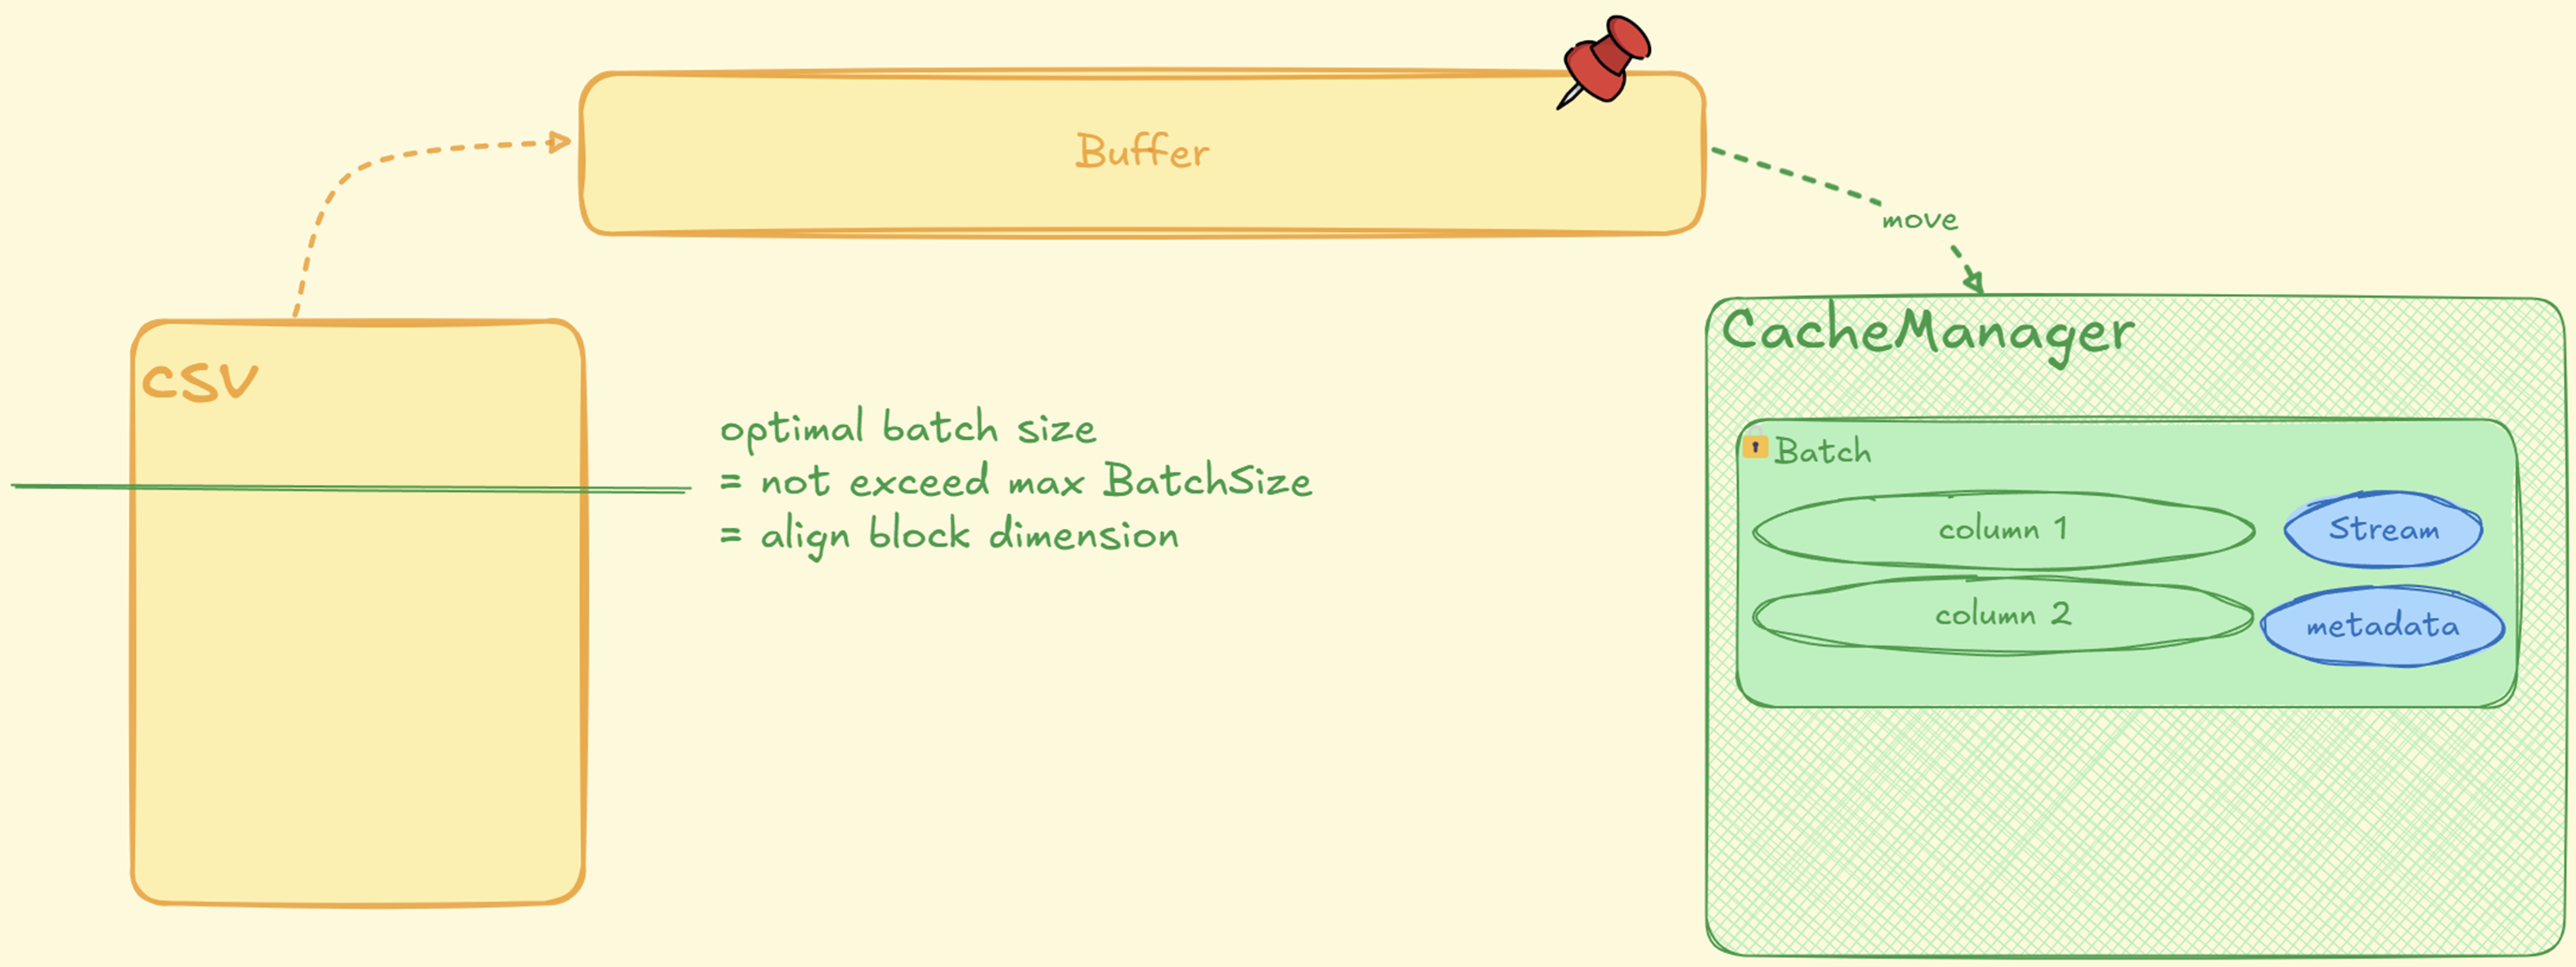 Buffer
move
CSV
optimal batch size
= not exceed max BatchSize
= align block dimension
CacheManager
Batch
column 1
Stream
column 2
metadata